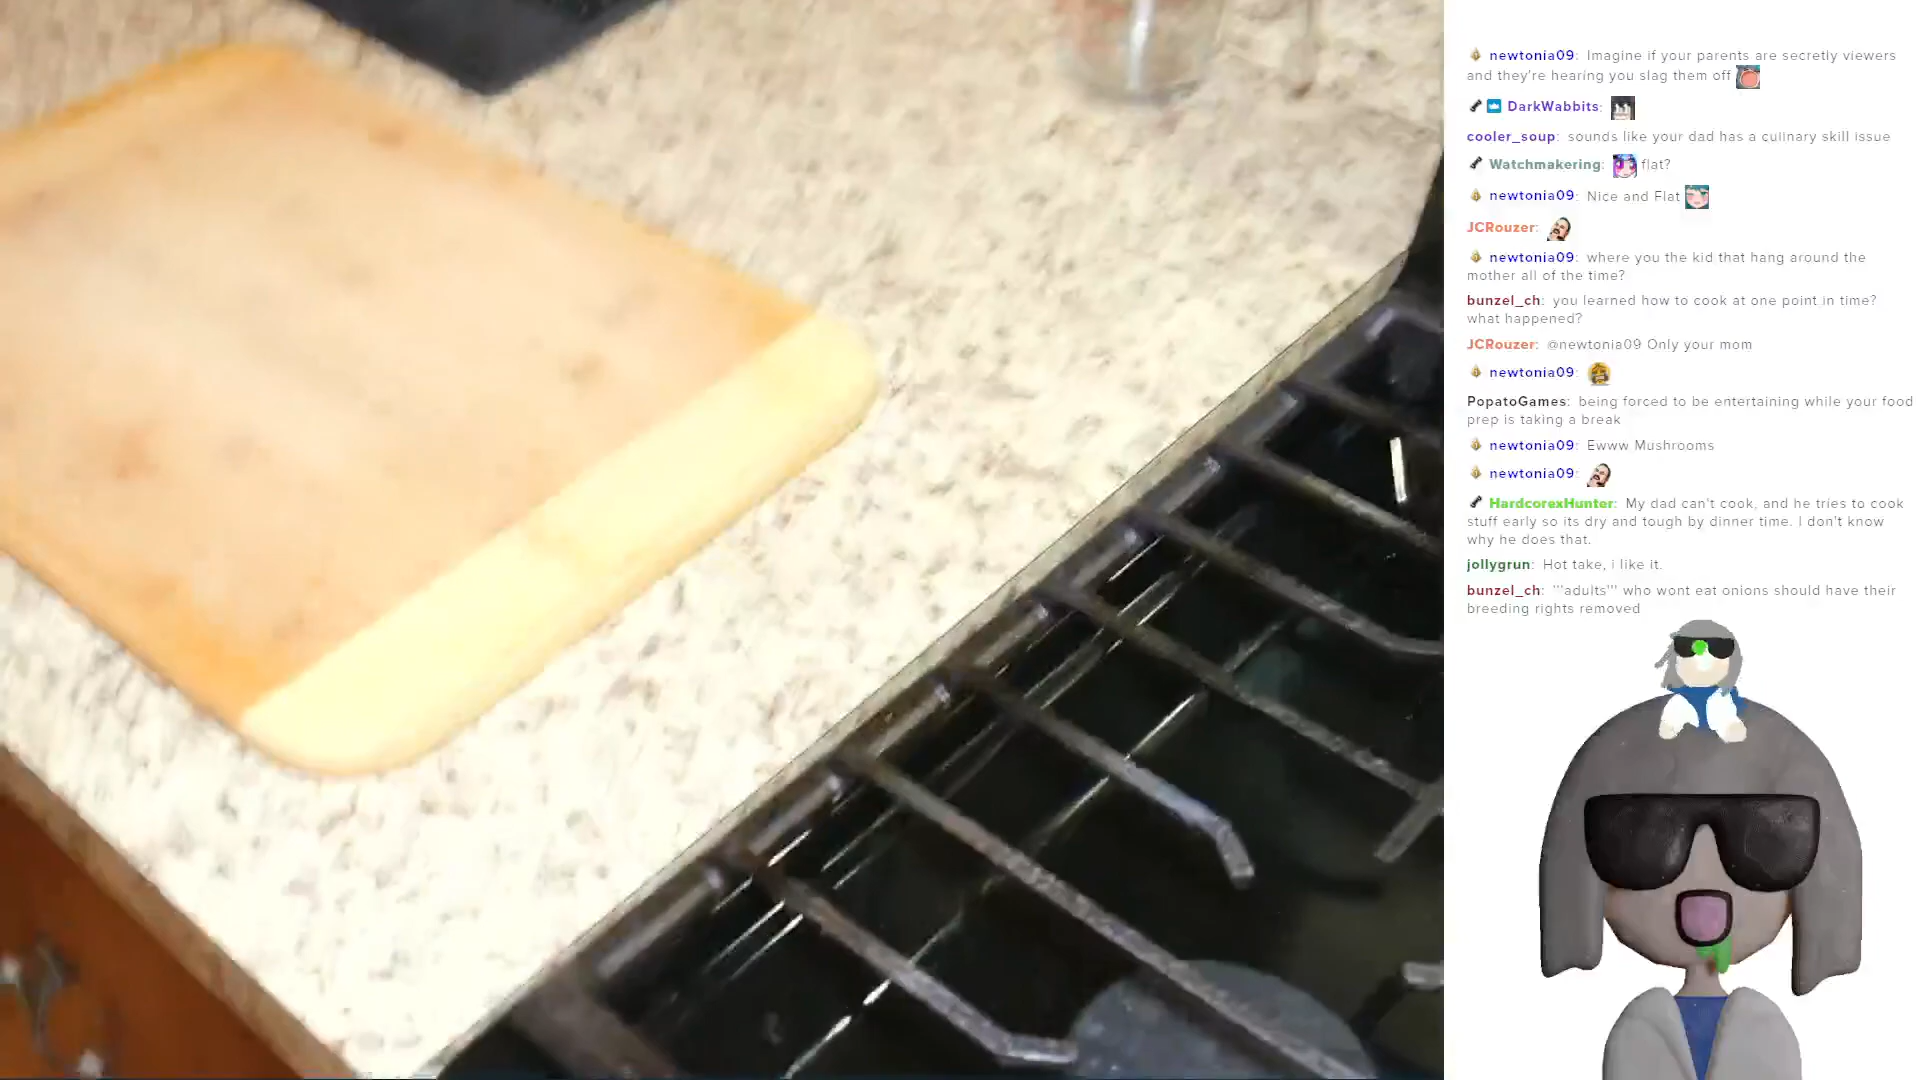 newtonia09: Imagine if your parents are secretly viewers
and they're hearing you slag them off
DarkWabbits:
cooler_soup: sounds like your dad has a culinary skill issue
Watchmakering: flat?
newtonia09: Nice and Flat
JCRouzer:
newtonia09: where you the kid that hang around the
mother all of the time?
bunzel_ch: you learned how to cook at one point in time?
what happened?
JCRouzer: @newtonia09 Only your mom
newtonia09:
PopatoGames: being forced to be entertaining while your food
prep is taking a break
newtonia09: Ewww Mushrooms
newtonia09:
HardcorexHunter: My dad can't cook, and he tries to cook
stuff early so its dry and tough by dinner time. I don't know
why he does that.
jollygrun: Hot take, i like it.
bunzel_ch: '''adults''' who wont eat onions should have their
breeding rights removed